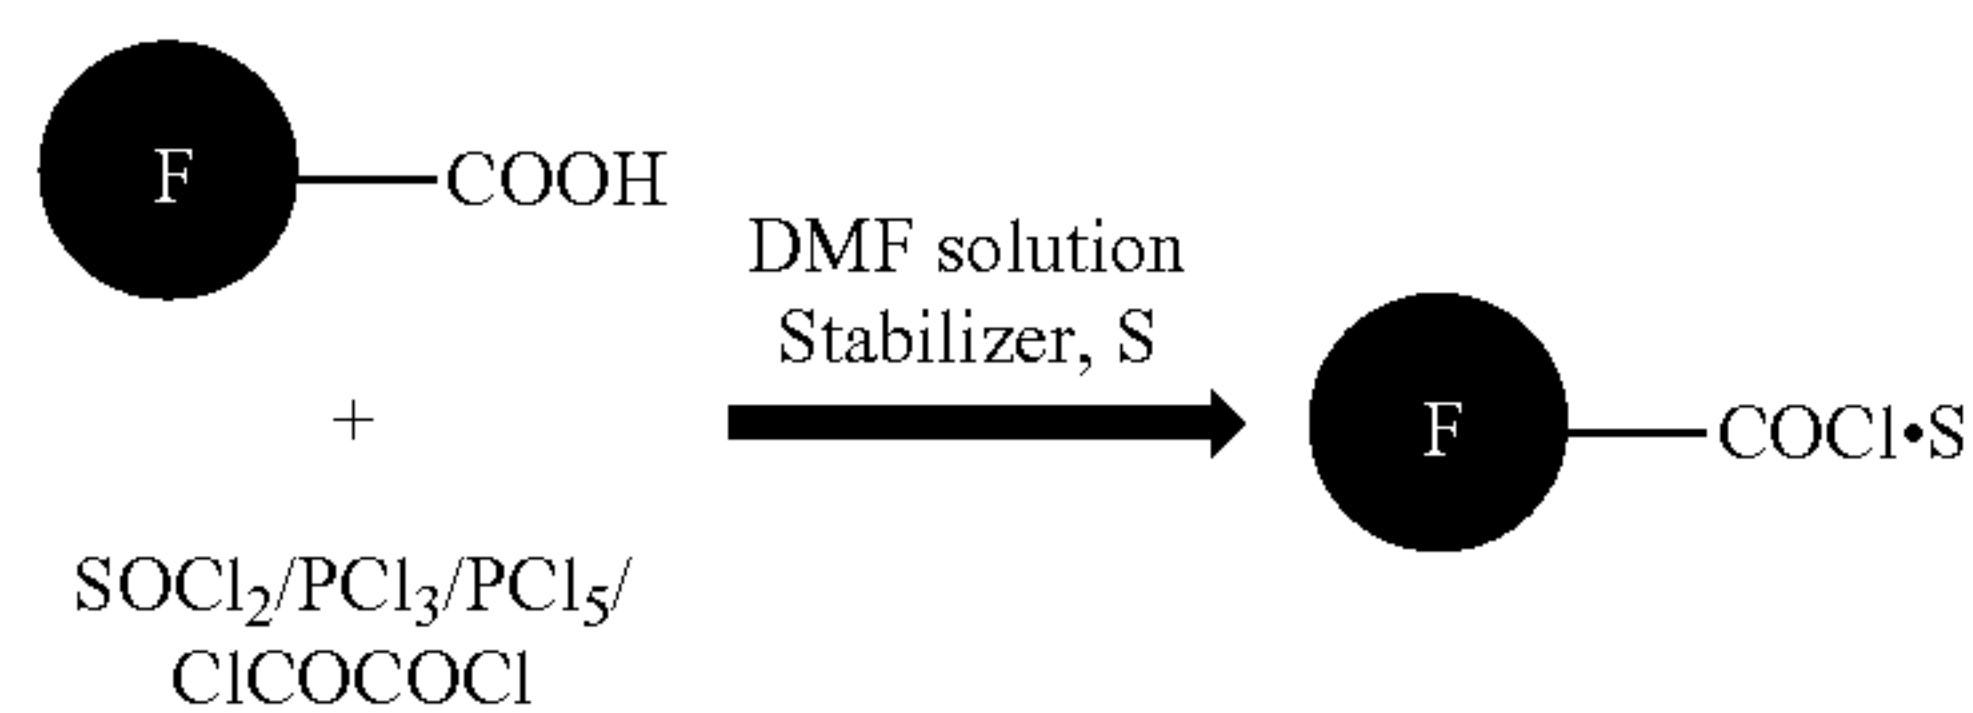 F
COOH
DMF solution
Stabilizer, S
+
F
COCl•S
SOCl2/PCl3/PCl5/
ClCOCOCl